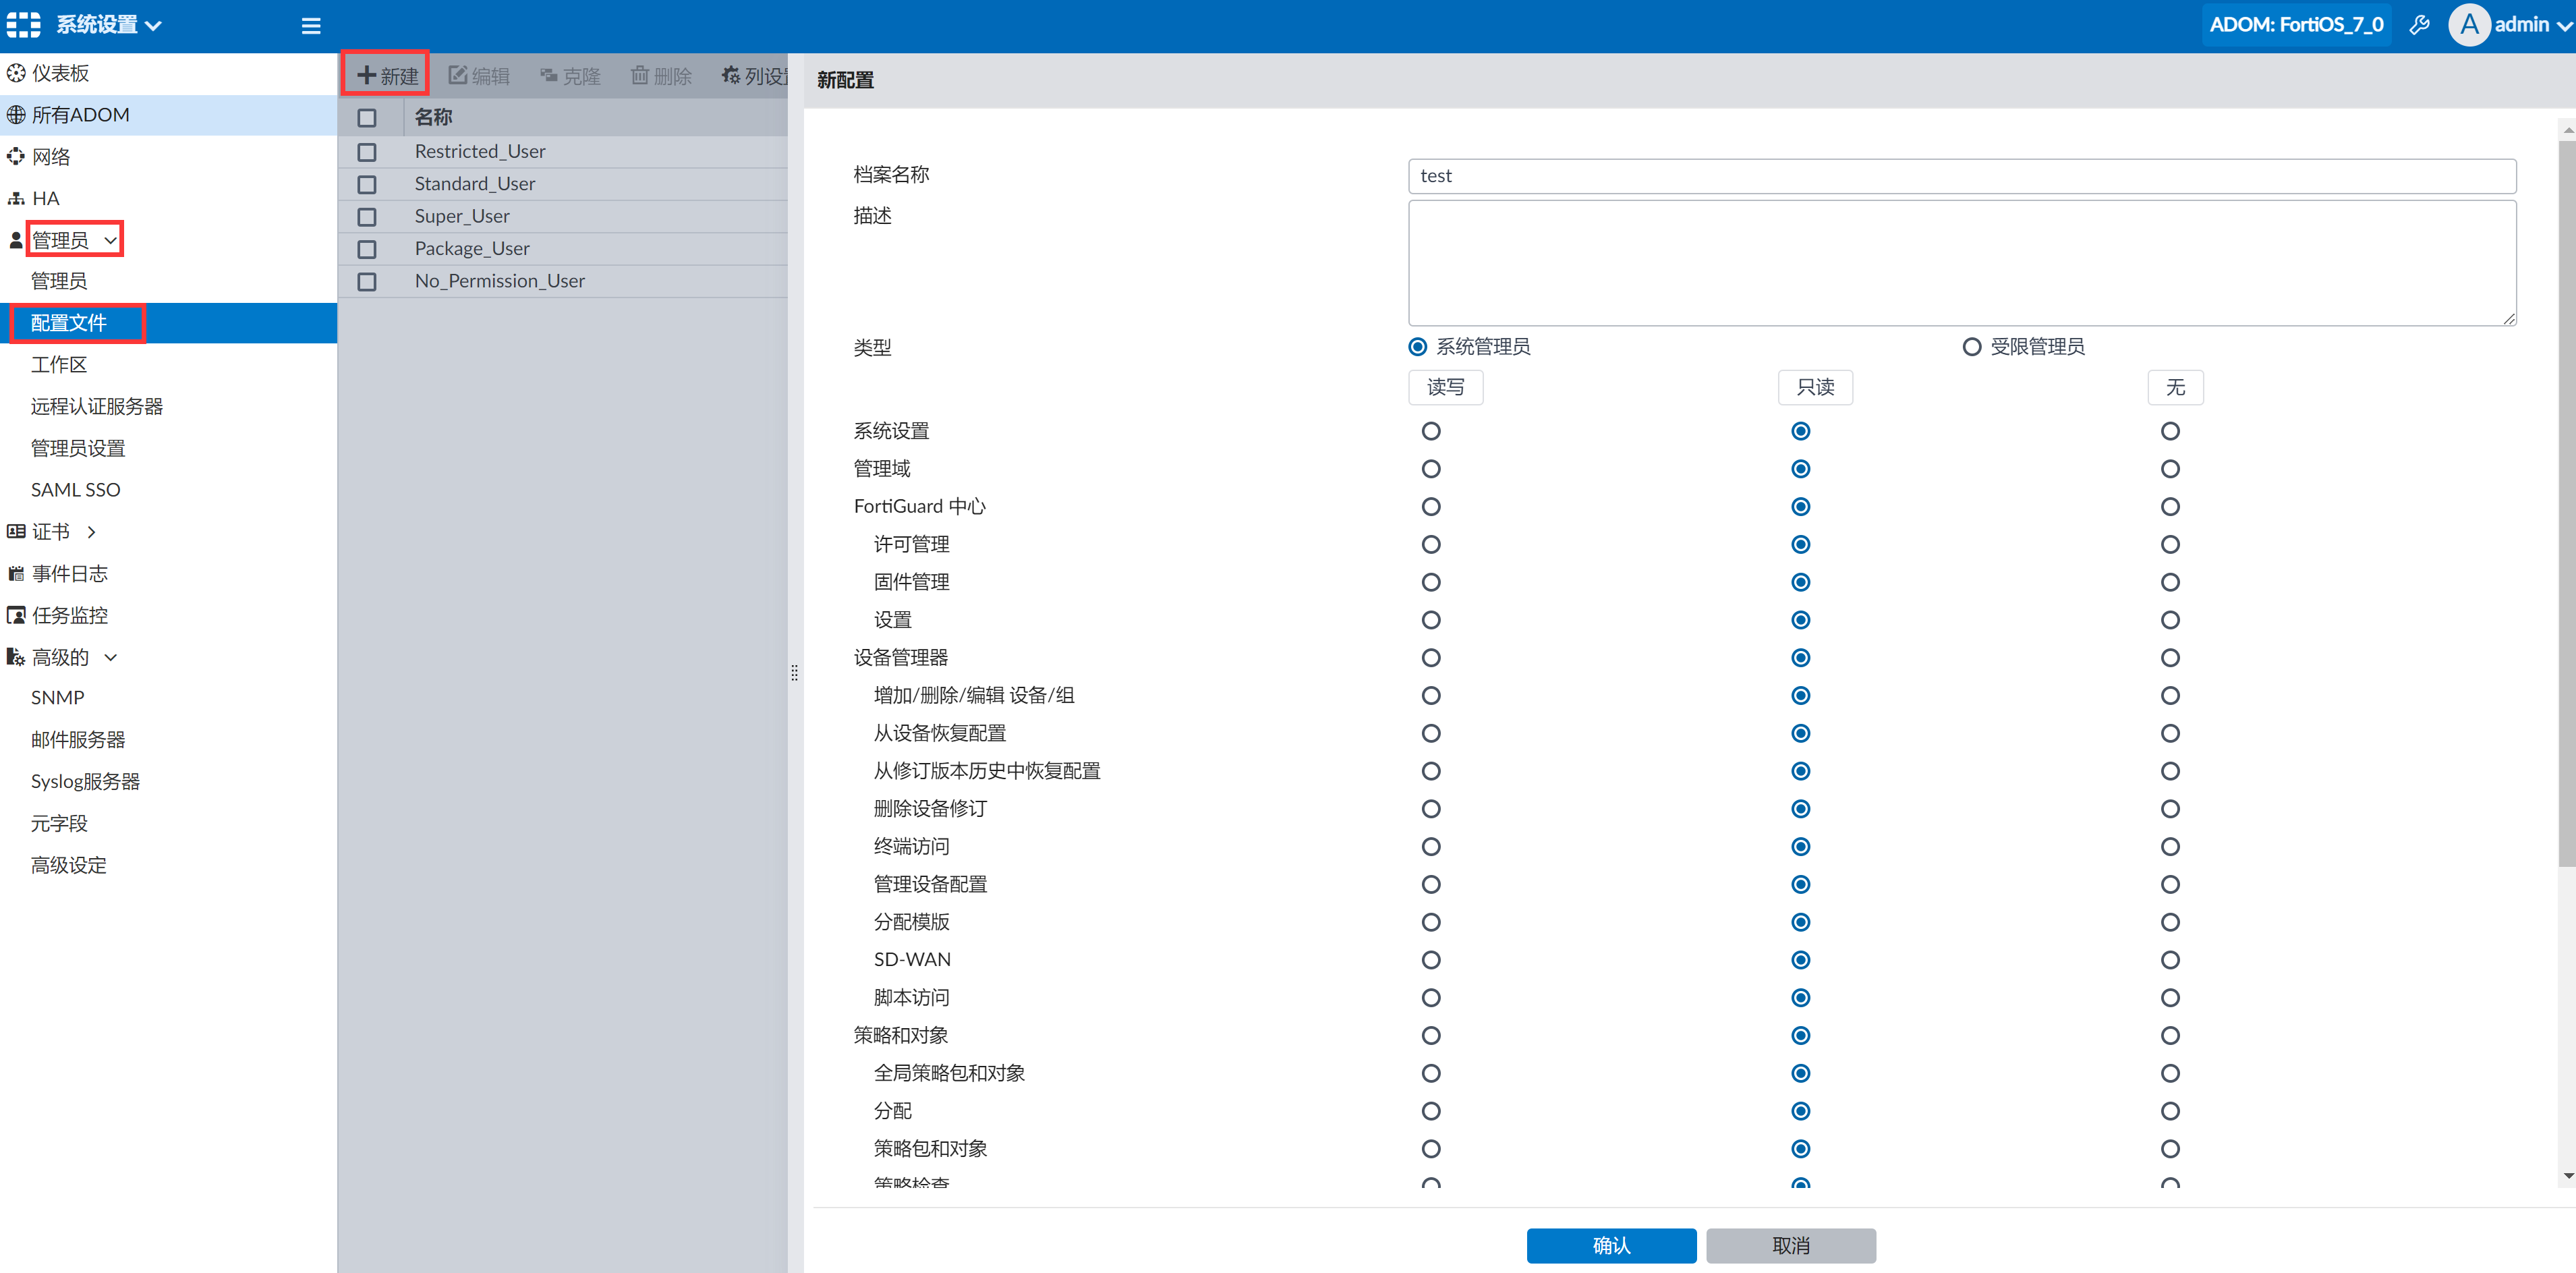 系统设置
ADOM: FortiOS_7_0
A
admin
仪表板
所有ADOM
网络
HA
管理员
管理员
配置文件
工作区
远程认证服务器
管理员设置
SAML SSO
证书
事件日志
任务监控
高级的
SNMP
邮件服务器
Syslog服务器
元字段
高级设定
新建 编辑 克隆 删除 列设
名称
Restricted_User
Standard_User
Super_User
Package_User
No_Permission_User
新配置
档案名称 test
描述
类型 系统管理员 受限管理员
读写 只读 无
系统设置
管理域
FortiGuard 中心
许可管理
固件管理
设置
设备管理器
增加/删除/编辑 设备/组
从设备恢复配置
从修订版本历史中恢复配置
删除设备修订
终端访问
管理设备配置
分配模版
SD-WAN
脚本访问
策略和对象
全局策略包和对象
分配
策略包和对象
策略检查
确认 取消